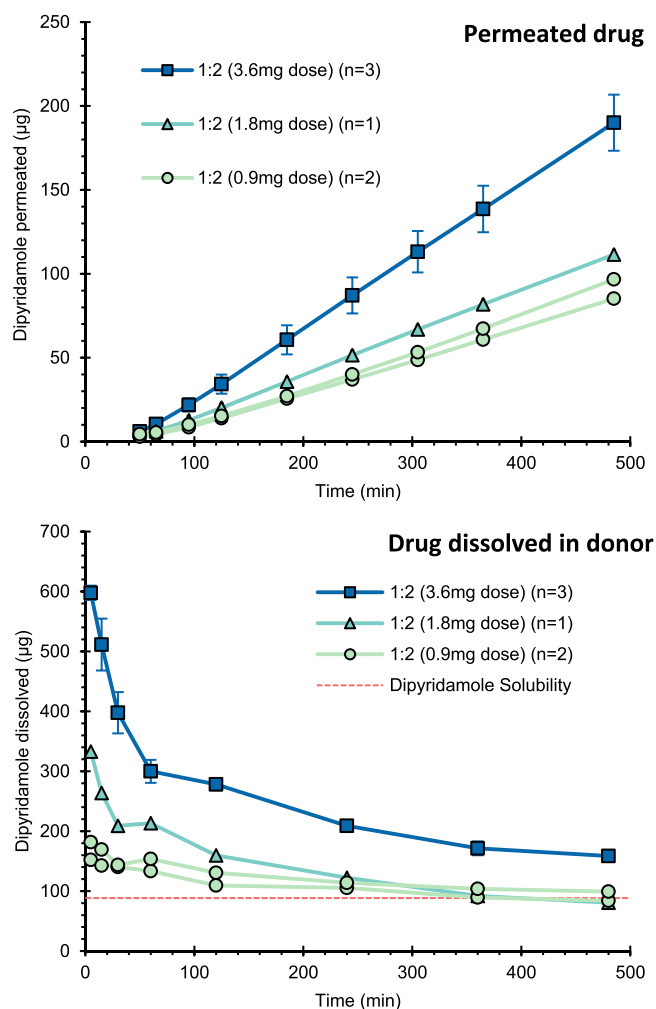 Permeated drug
250
200
150
100
50
0
Dipyridamole permeated (µg)
1:2 (3.6mg dose) (n=3)
1:2 (1.8mg dose) (n=1)
1:2 (0.9mg dose) (n=2)
0 100 200 300 400 500
Time (min)
Drug dissolved in donor
700
600
500
400
300
200
100
0
Dipyridamole dissolved (µg)
1:2 (3.6mg dose) (n=3)
1:2 (1.8mg dose) (n=1)
1:2 (0.9mg dose) (n=2)
Dipyridamole Solubility
0 100 200 300 400 500
Time (min)